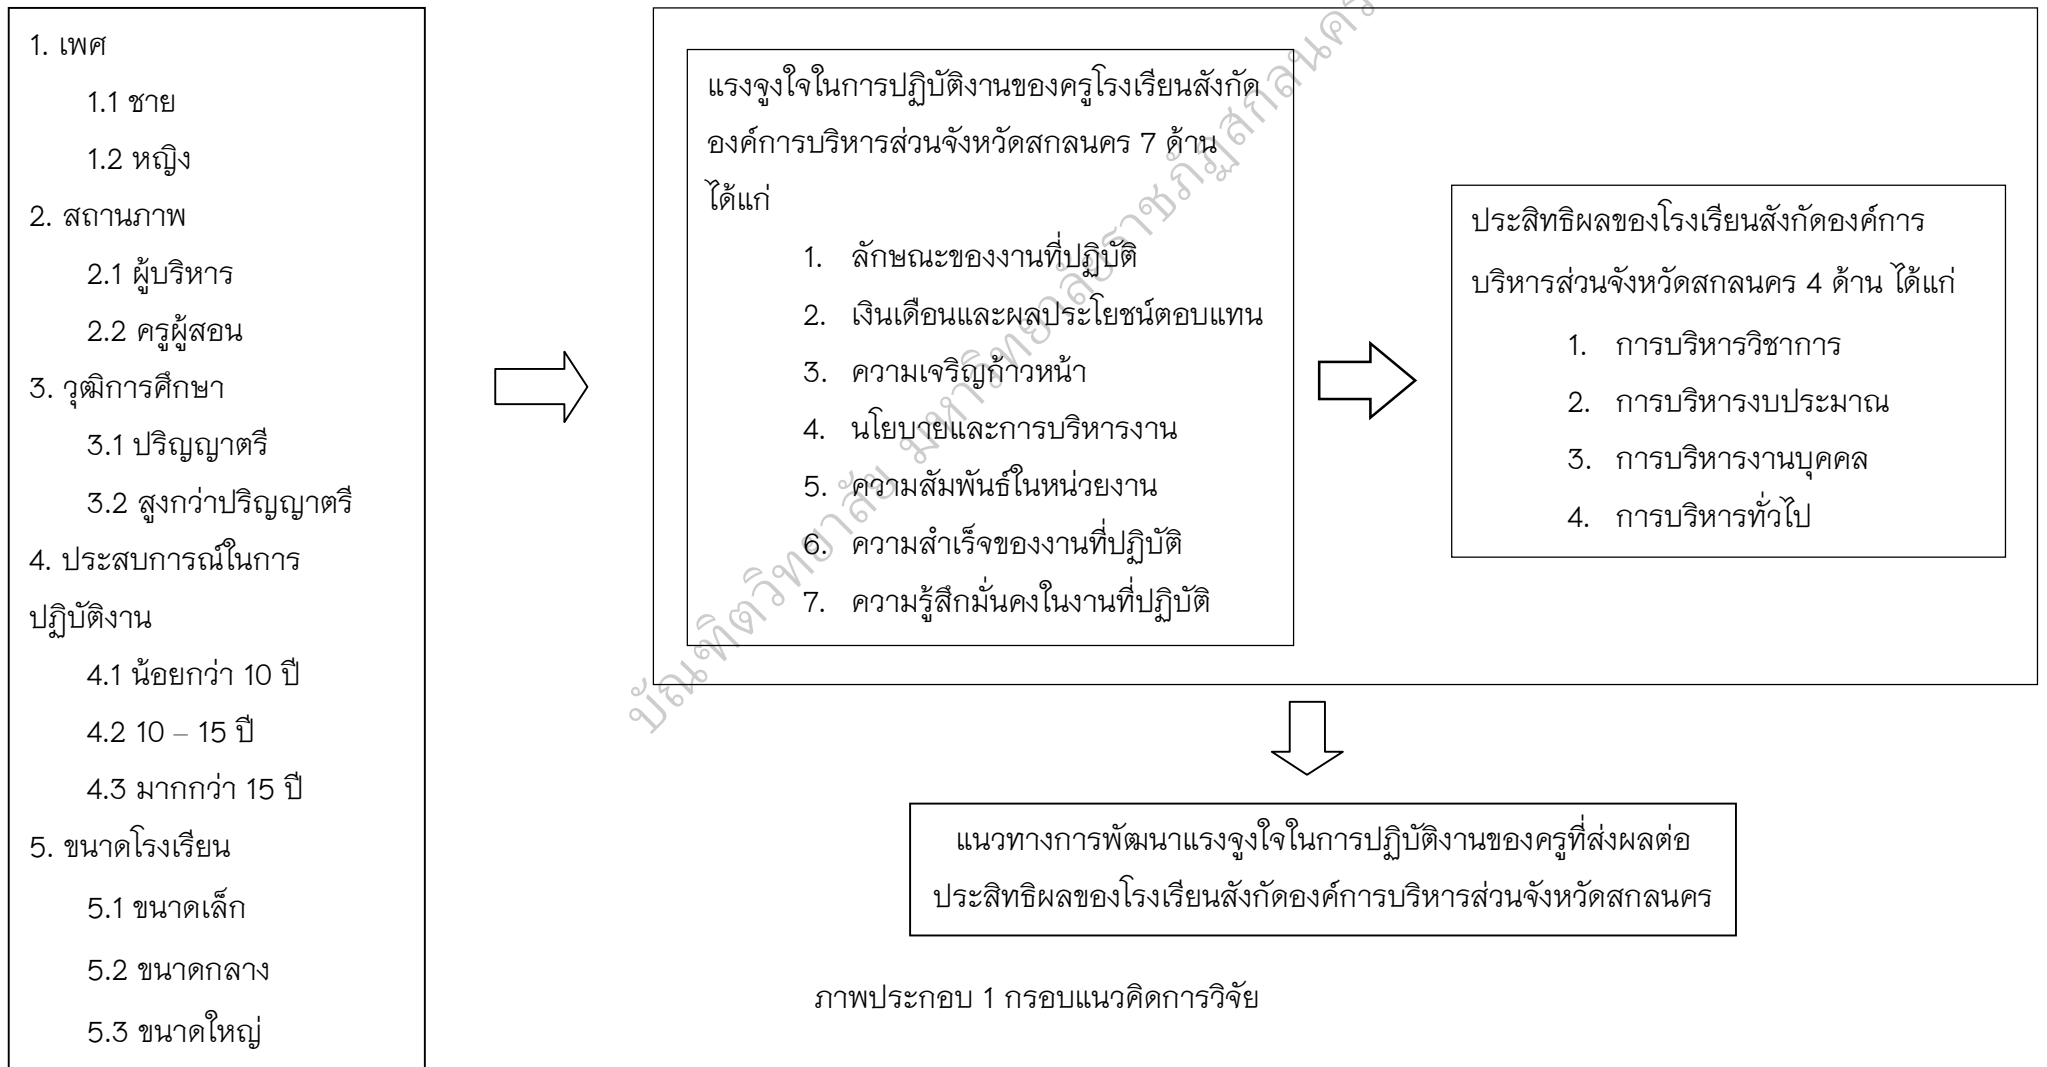 1. เพศ
1.1 ชาย
1.2 หญิง
2. สถานภาพ
2.1 ผู้บริหาร
2.2 ครูผู้สอน
3. วุฒิการศึกษา
3.1 ปริญญาตรี
3.2 สูงกว่าปริญญาตรี
4. ประสบการณ์ในการ
ปฏิบัติงาน
4.1 น้อยกว่า 10 ปี
4.2 10 – 15 ปี
4.3 มากกว่า 15 ปี
5. ขนาดโรงเรียน
5.1 ขนาดเล็ก
5.2 ขนาดกลาง
5.3 ขนาดใหญ่
แรงจูงใจในการปฏิบัติงานของครูโรงเรียนสังกัด
องค์การบริหารส่วนจังหวัดสกลนคร 7 ด้าน
ได้แก่
1. ลักษณะของงานที่ปฏิบัติ
2. เงินเดือนและผลประโยชน์ตอบแทน
3. ความเจริญก้าวหน้า
4. นโยบายและการบริหารงาน
5. ความสัมพันธ์ในหน่วยงาน
6. ความสำเร็จของงานที่ปฏิบัติ
7. ความรู้สึกมั่นคงในงานที่ปฏิบัติ
ประสิทธิผลของโรงเรียนสังกัดองค์การ
บริหารส่วนจังหวัดสกลนคร 4 ด้าน ได้แก่
1. การบริหารวิชาการ
2. การบริหารงบประมาณ
3. การบริหารงานบุคคล
4. การบริหารทั่วไป
แนวทางการพัฒนาแรงจูงใจในการปฏิบัติงานของครูที่ส่งผลต่อ
ประสิทธิผลของโรงเรียนสังกัดองค์การบริหารส่วนจังหวัดสกลนคร
ภาพประกอบ 1 กรอบแนวคิดการวิจัย
บัณฑิตวิทยาลัย มหาวิทยาลัยราชภัฏสกลนคร